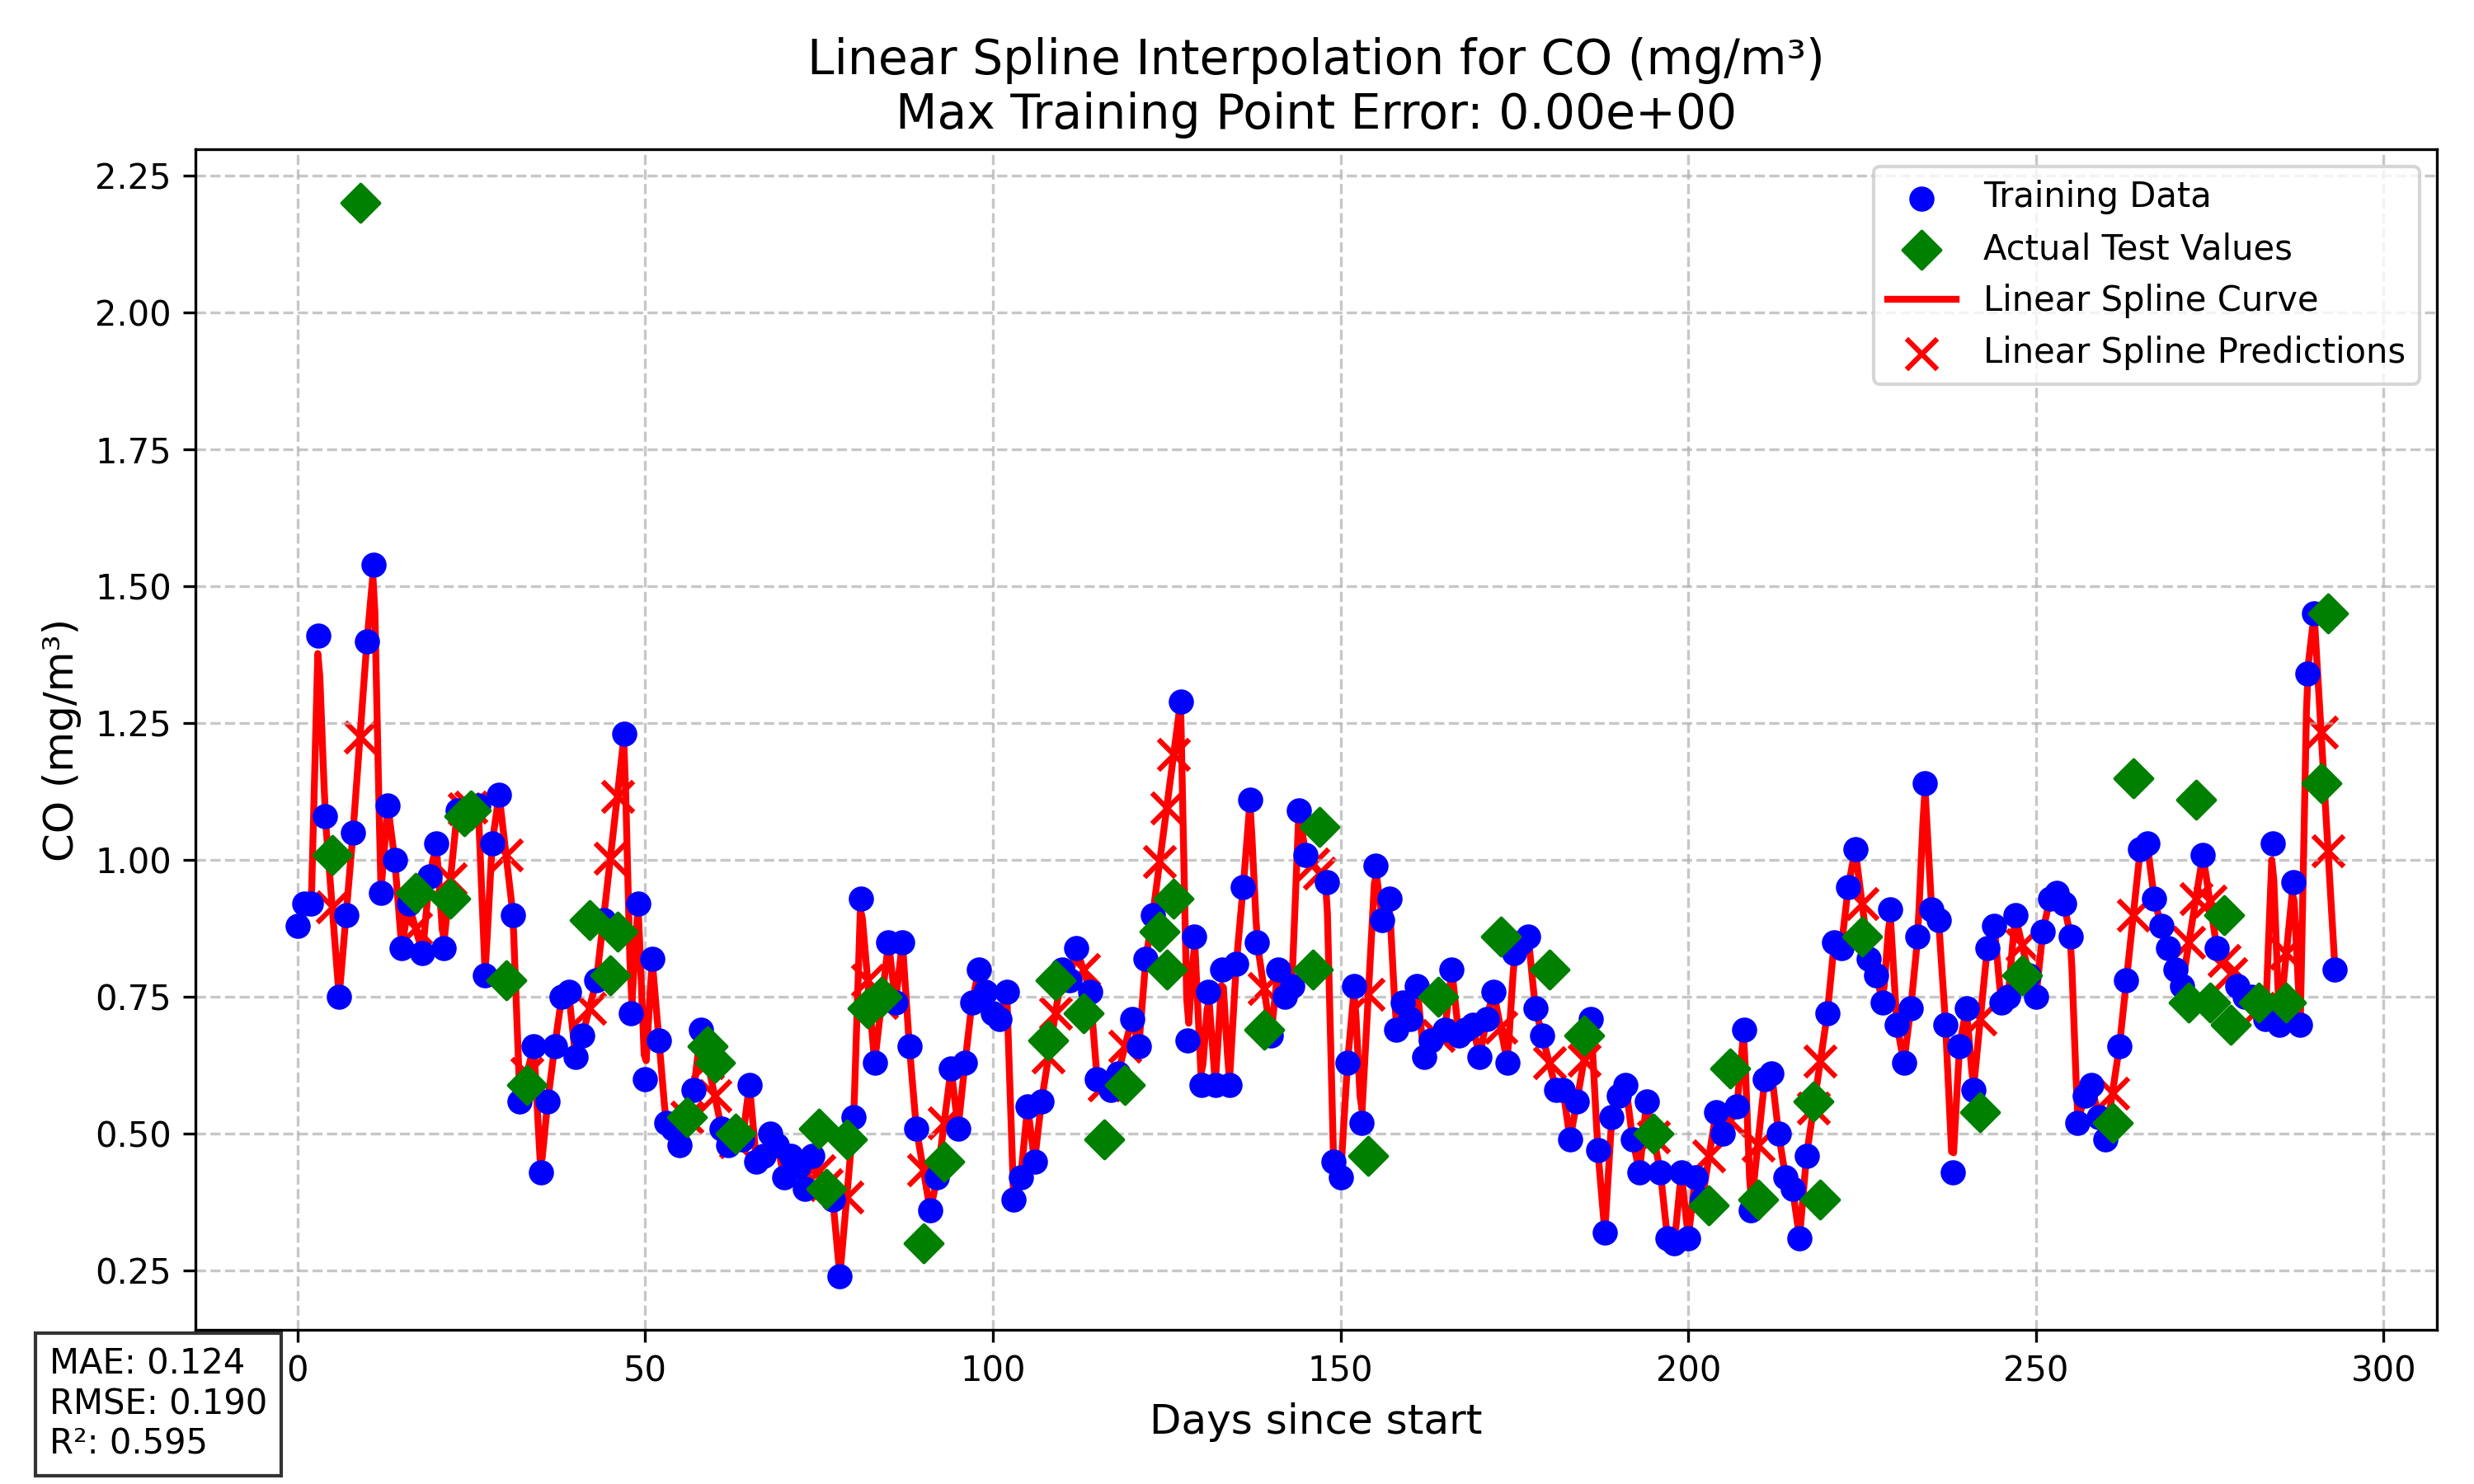 Linear Spline Interpolation for CO (mg/m³)
Max Training Point Error: 0.00e+00
2.25
2.00
1.75
1.50
1.25
1.00
0.75
0.50
0.25
CO (mg/m³)
Training Data
Actual Test Values
Linear Spline Curve
Linear Spline Predictions
0 50 100 150 200 250 300
Days since start
MAE: 0.124
RMSE: 0.190
R²: 0.595